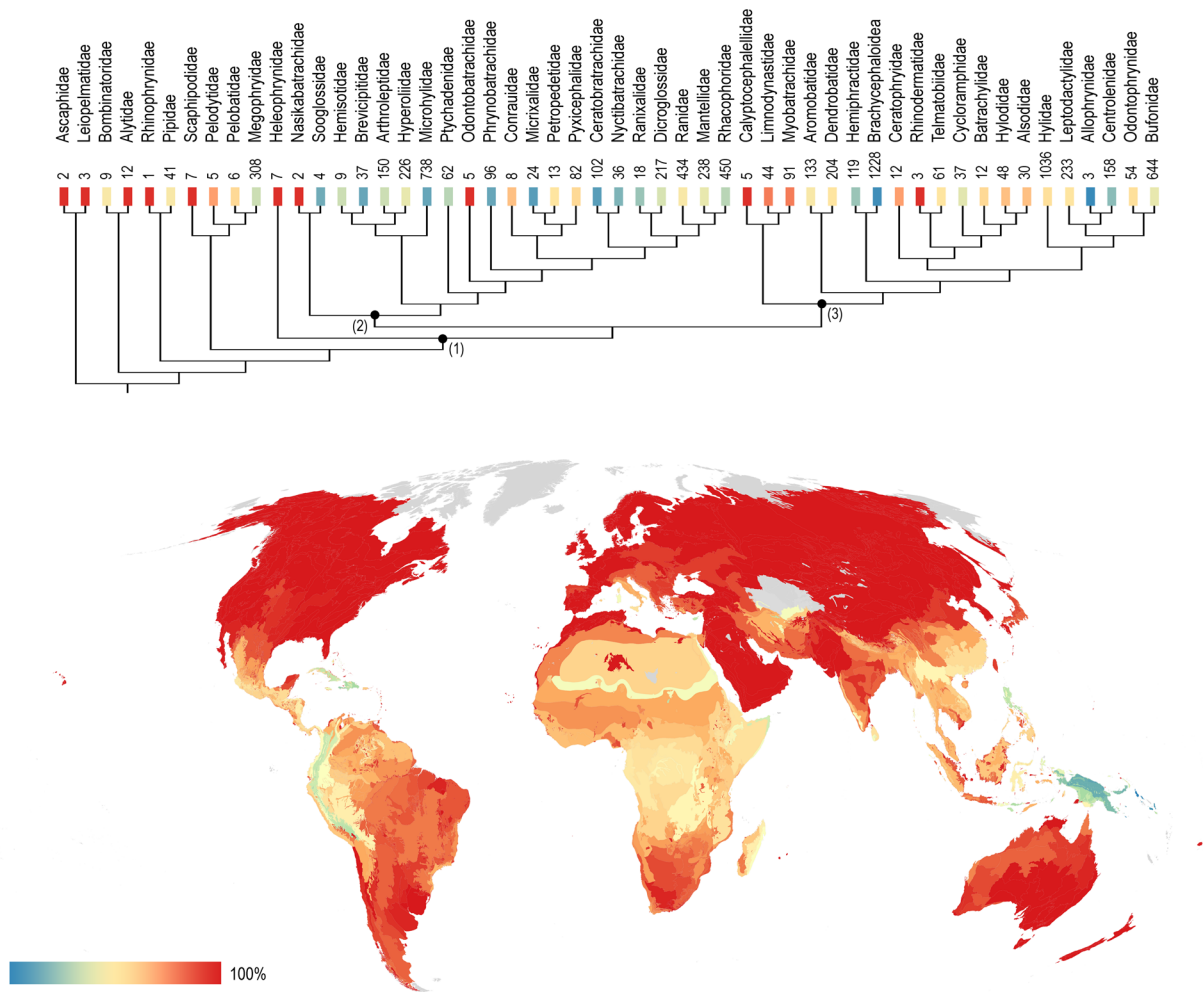 Ascaphidae
Leiopelmatidae
Bombinatoridae
Alytidae
Rhinophrynidae
Pipidae
Scaphipodidae
Pelodytidae
Pelobatidae
Megophryidae
Heleophrynidae
Nasikabatrachidae
Sooglossidae
Hemisotidae
Brevicipitidae
Arthroleptidae
Hyperoliidae
Microhylidae
Ptychadenidae
Odontobatrachidae
Phrynobatrachidae
Conrauidae
Micrixalidae
Petropedetidae
Pyxicephalidae
Ceratobratrachidae
Nyctibatrachidae
Ranixalidae
Dicroglossidae
Ranidae
Mantellidae
Rhacophoridae
Calyptocephalellidae
Limnodynastidae
Myobatrachidae
Aromobatidae
Dendrobatidae
Hemiphractidae
Brachycephaloidea
Ceratophryidae
Rhinodermatidae
Telmatobiidae
Cycloramphidae
Batrachylidae
Hylodidae
Alsodidae
Hylidae
Leptodactylidae
Allophrynidae
Centrolenidae
Odontophrynidae
Bufonidae
2
3
9
12
1
41
7
5
6
308
7
2
4
9
37
150
226
738
62
5
96
8
24
13
82
102
36
18
217
434
238
450
5
44
91
133
204
119
1228
12
3
61
37
12
48
30
1036
233
3
158
54
644
(3)
(2)
(1)
100%